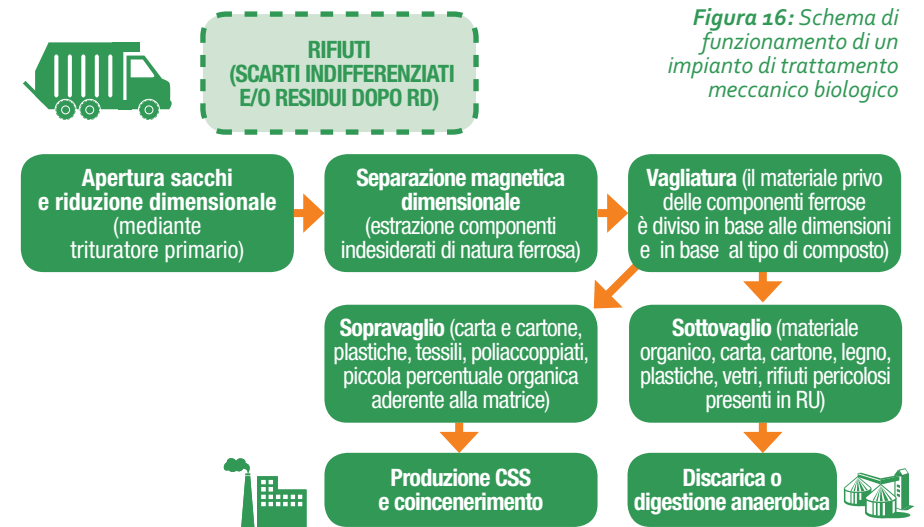 RIFIUTI
(SCARTI INDIFFERENZIATI
E/O RESIDUI DOPO RD)
Figura 16: Schema di
funzionamento di un
impianto di trattamento
meccanico biologico
Apertura sacchi
e riduzione dimensionale
(mediante
trituratore primario)
Separazione magnetica
dimensionale
(estrazione componenti
indesiderati di natura ferrosa)
Vagliatura (il materiale privo
delle componenti ferrose
è diviso in base alle dimensioni
e in base al tipo di composto)
Sopravaglio (carta e cartone,
plastiche, tessili, poliaccoppiati,
piccola percentuale organica
aderente alla matrice)
Sottovaglio (materiale
organico, carta, cartone, legno,
plastiche, vetri, rifiuti pericolosi
presenti in RU)
Produzione CSS
e coincenerimento
Discarica o
digestione anaerobica